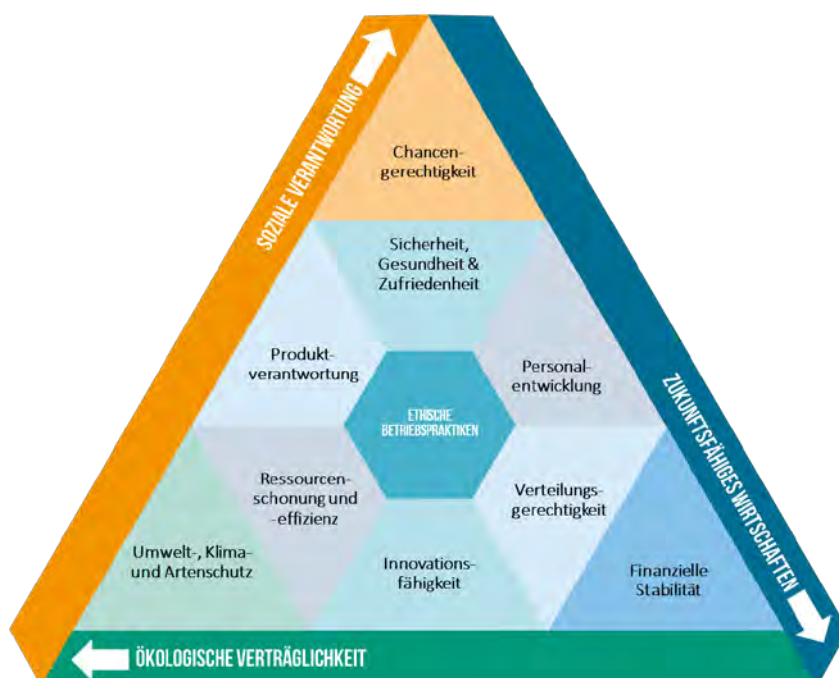 SOZIALE VERANTWORTUNG
Chancen-
gerechtigkeit
Sicherheit,
Gesundheit &
Zufriedenheit
Produkt-
verantwortung
Personal-
entwicklung
ZUKUNFTSFÄHIGES WIRTSCHAFTEN
ETHISCHE
BETRIEBSPRAKTIKEN
Ressourcen-
schonung und
-effizienz
Verteilungs-
gerechtigkeit
Umwelt-, Klima-
und Artenschutz
Innovations-
fähigkeit
Finanzielle
Stabilität
ÖKOLOGISCHE VERTRÄGLICHKEIT